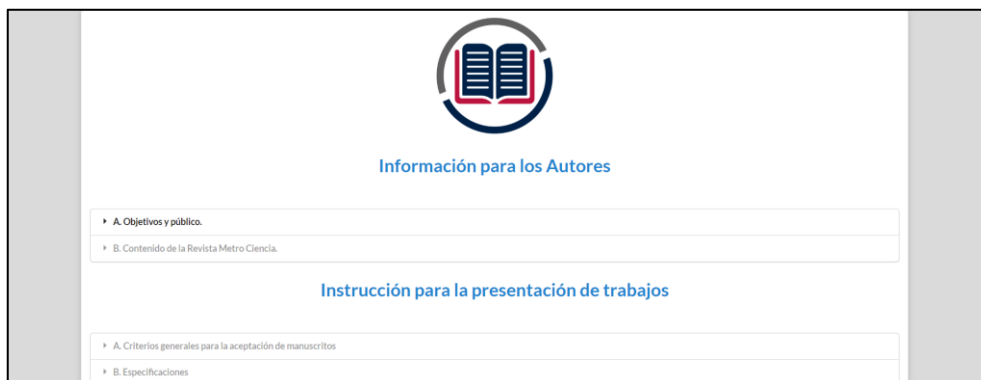 Información para los Autores
A. Objetivos y público.
B. Contenido de la Revista Metro Ciencia.
Instrucción para la presentación de trabajos
A. Criterios generales para la aceptación de manuscritos
B. Especificaciones